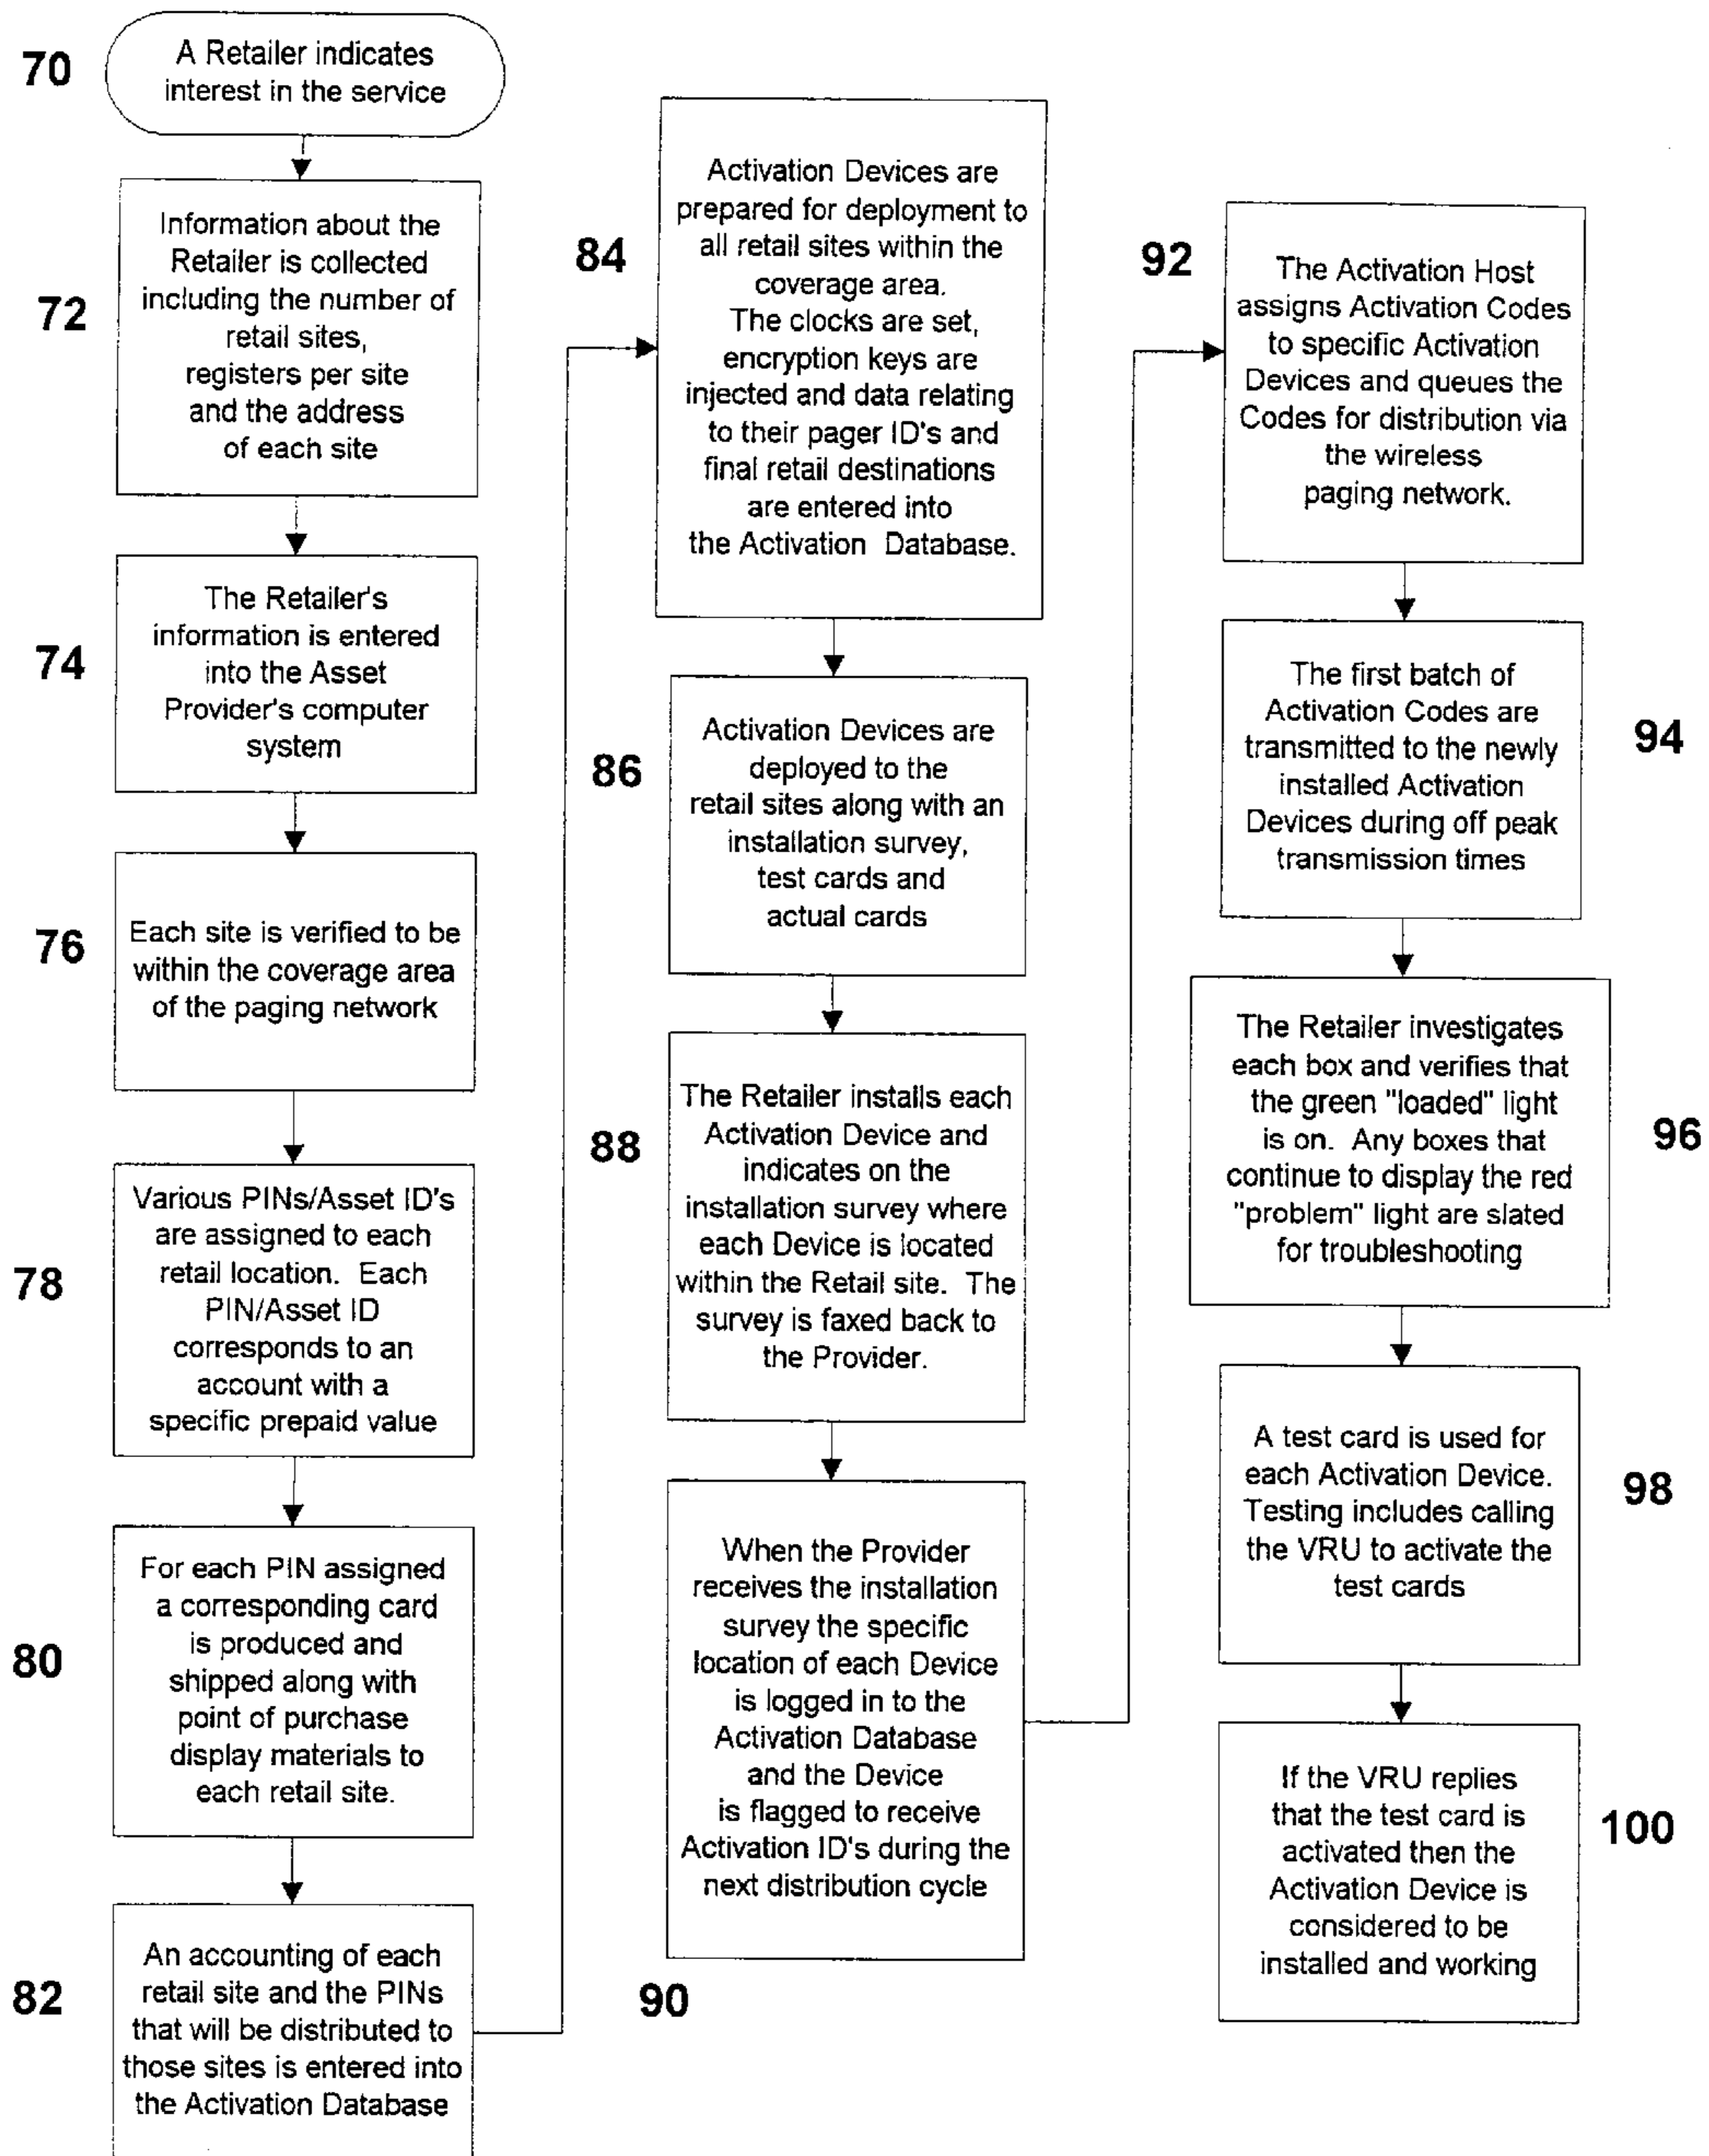 70
A Retailer indicates
interest in the service
72
Information about the
Retailer is collected
including the number of
retail sites,
registers per site
and the address
of each site
74
The Retailer's
information is entered
into the Asset
Provider's computer
system
76
Each site is verified to be
within the coverage area
of the paging network
78
Various PINs/Asset ID's
are assigned to each
retail location. Each
PIN/Asset ID
corresponds to an
account with a
specific prepaid value
80
For each PIN assigned
a corresponding card
is produced and
shipped along with
point of purchase
display materials to
each retail site.
82
An accounting of each
retail site and the PINs
that will be distributed to
those sites is entered into
the Activation Database
84
Activation Devices are
prepared for deployment to
all retail sites within the
coverage area.
The clocks are set,
encryption keys are
injected and data relating
to their pager ID's and
final retail destinations
are entered into
the Activation Database.
86
Activation Devices are
deployed to the
retail sites along with an
installation survey,
test cards and
actual cards
88
The Retailer installs each
Activation Device and
indicates on the
installation survey where
each Device is located
within the Retail site. The
survey is faxed back to
the Provider.
When the Provider
receives the installation
survey the specific
location of each Device
is logged in to the
Activation Database
and the Device
is flagged to receive
Activation ID's during the
next distribution cycle
90
92
The Activation Host
assigns Activation Codes
to specific Activation
Devices and queues the
Codes for distribution via
the wireless
paging network.
The first batch of
Activation Codes are
transmitted to the newly
installed Activation
Devices during off peak
transmission times
94
The Retailer investigates
each box and verifies that
the green "loaded" light
is on. Any boxes that
continue to display the red
"problem" light are slated
for troubleshooting
96
A test card is used for
each Activation Device.
Testing includes calling
the VRU to activate the
test cards
98
If the VRU replies
that the test card is
activated then the
Activation Device is
considered to be
installed and working
100